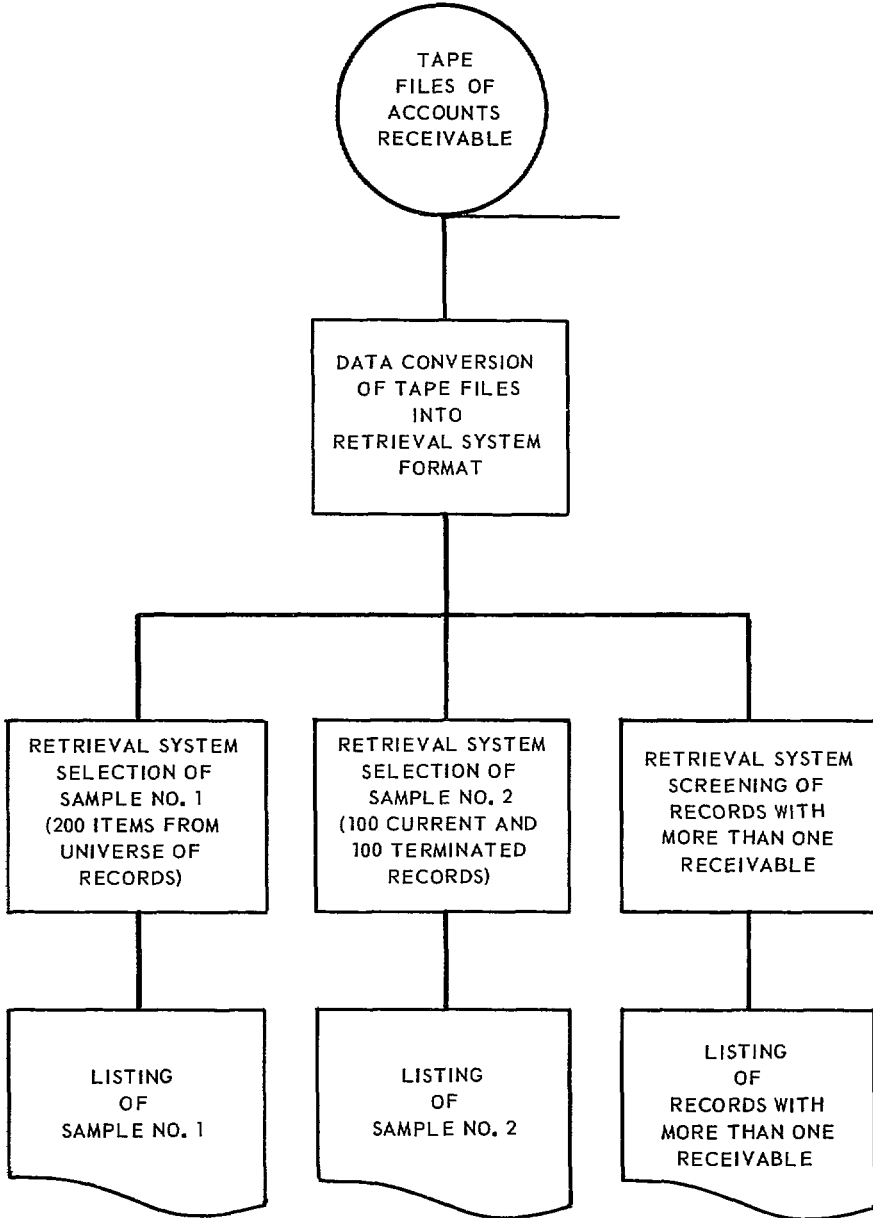 TAPE
FILES OF
ACCOUNTS
RECEIVABLE
DATA CONVERSION
OF TAPE FILES
INTO
RETRIEVAL SYSTEM
FORMAT
RETRIEVAL SYSTEM
SELECTION OF
SAMPLE NO. 1
(200 ITEMS FROM
UNIVERSE OF
RECORDS)
RETRIEVAL SYSTEM
SELECTION OF
SAMPLE NO. 2
(100 CURRENT AND
100 TERMINATED
RECORDS)
RETRIEVAL SYSTEM
SCREENING OF
RECORDS WITH
MORE THAN ONE
RECEIVABLE
LISTING
OF
SAMPLE NO. 1
LISTING
OF
SAMPLE NO. 2
LISTING
OF
RECORDS WITH
MORE THAN ONE
RECEIVABLE